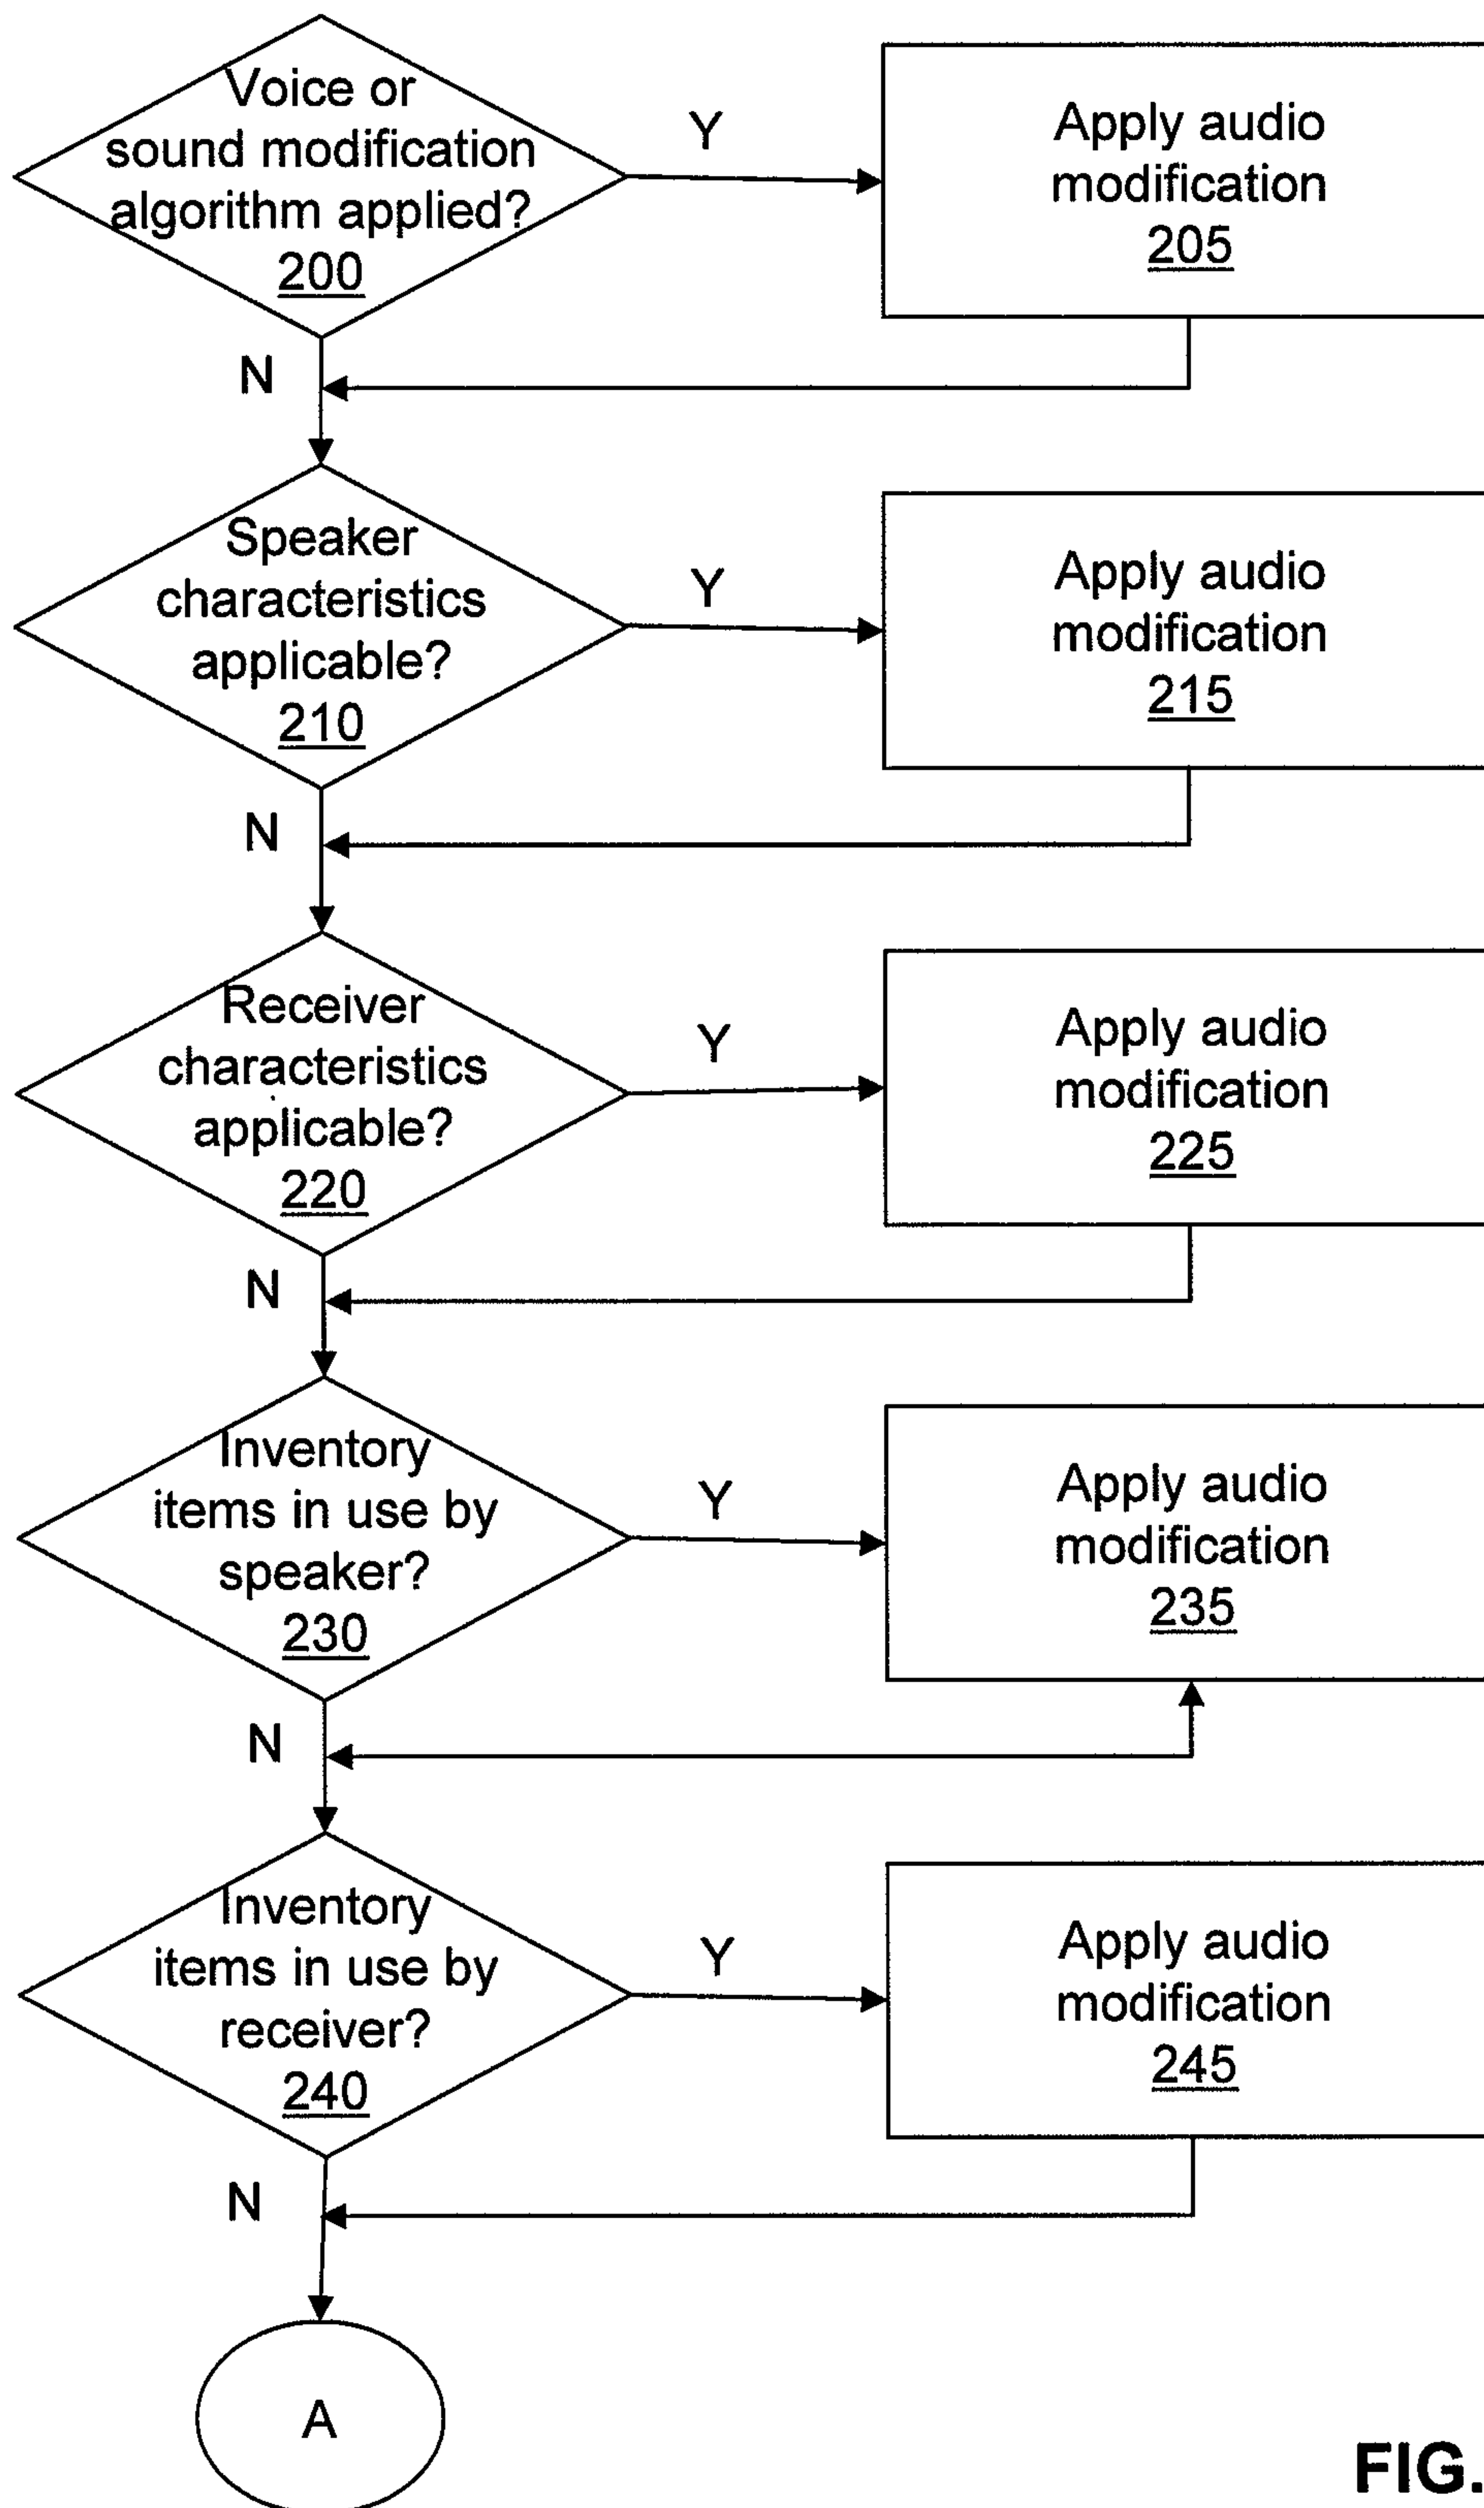 Voice or
sound modification
algorithm applied?
200
Y
Apply audio
modification
205
N
Speaker
characteristics
applicable?
210
Y
Apply audio
modification
215
N
Receiver
characteristics
applicable?
220
Y
Apply audio
modification
225
N
Inventory
items in use by
speaker?
230
Y
Apply audio
modification
235
N
Inventory
items in use by
receiver?
240
Y
Apply audio
modification
245
N
A
FIG.